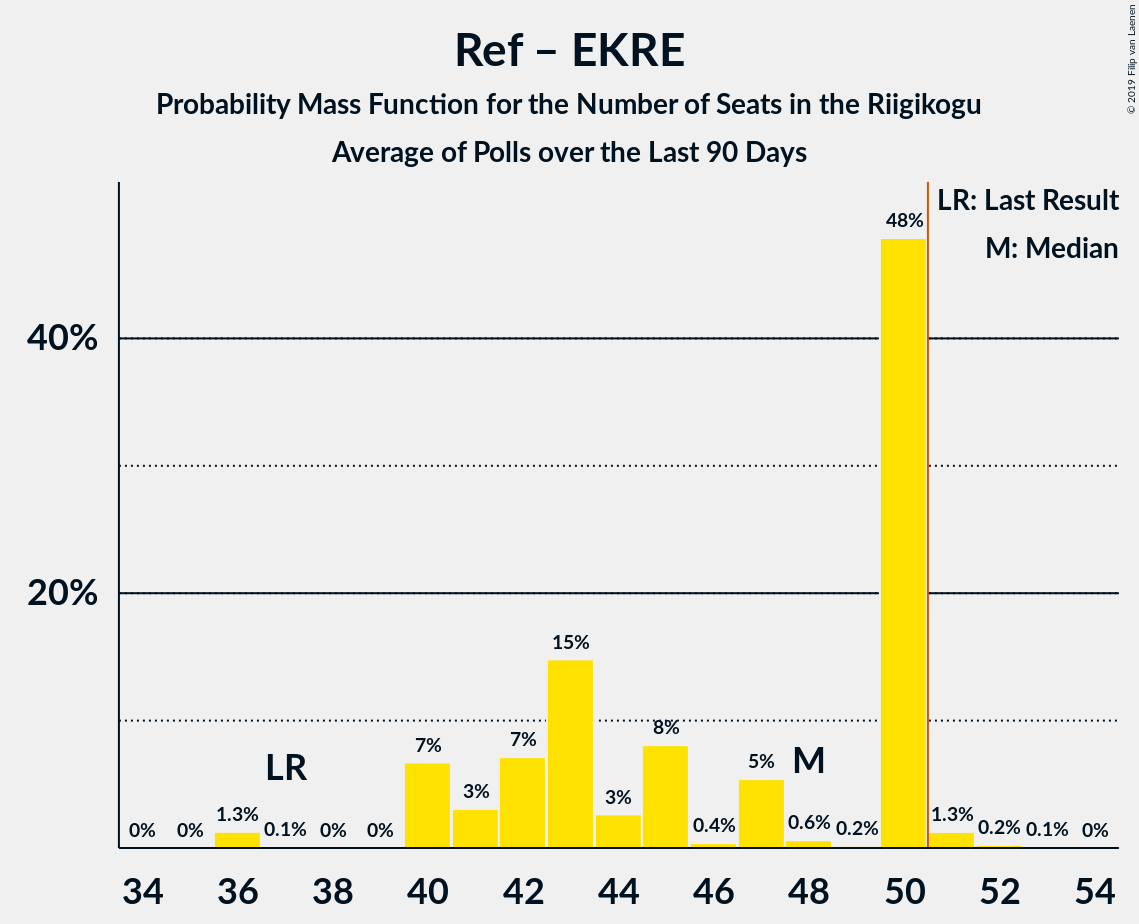 Ref – EKRE
Probability Mass Function for the Number of Seats in the Riigikogu
Average of Polls over the Last 90 Days
© 2019 Filip van Laenen
LR: Last Result
M: Median
40%
20%
0%
0%
1.3%
0.1%
0%
0%
7%
3%
7%
15%
3%
8%
0.4%
5%
0.6%
0.2%
48%
1.3%
0.2%
0.1%
0%
LR
M
34 36 38 40 42 44 46 48 50 52 54